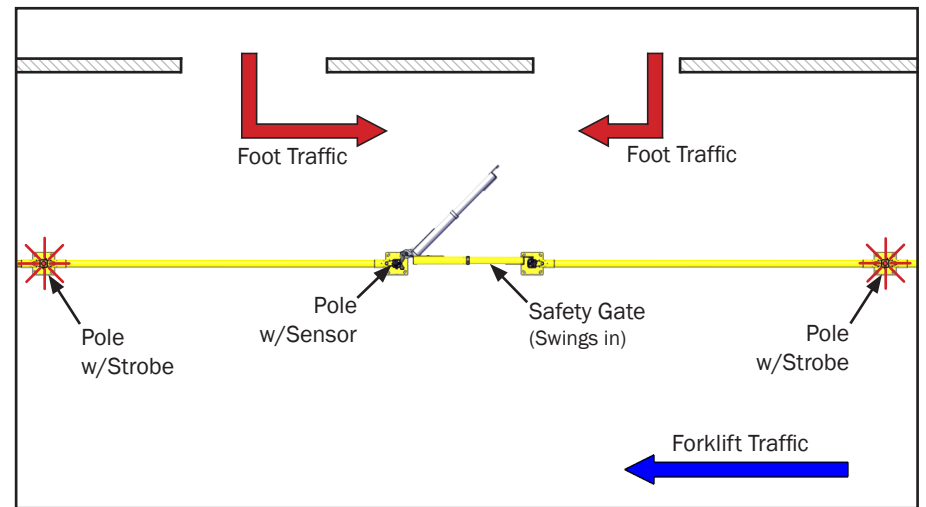 Foot Traffic
Foot Traffic
Pole
w/Sensor
Safety Gate
(Swings in)
Pole
w/Strobe
Pole
w/Strobe
Forklift Traffic